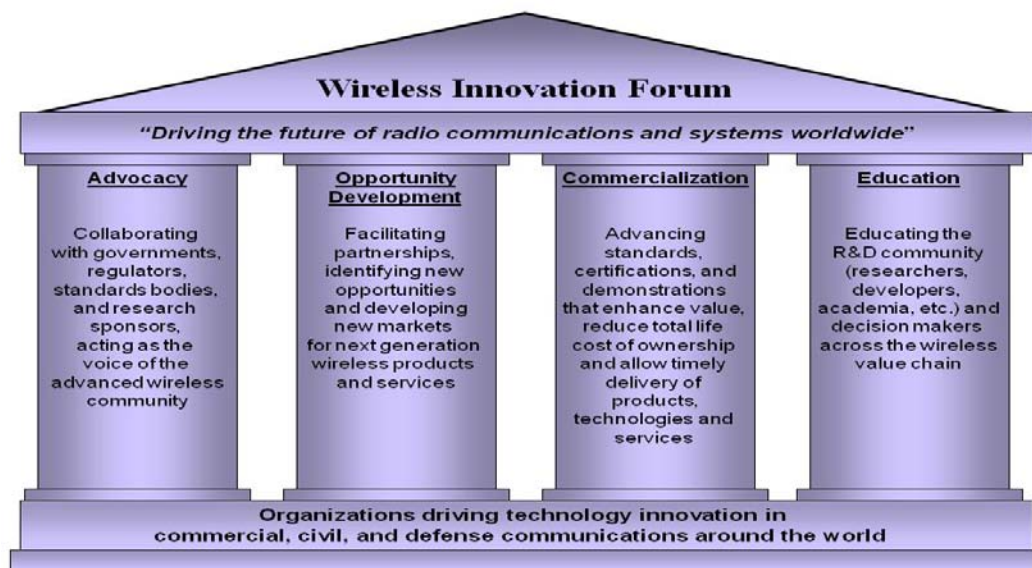 Wireless Innovation Forum
“Driving the future of radio communications and systems worldwide”
Advocacy
Collaborating
with governments,
regulators,
standards bodies,
and research
sponsors,
acting as the
voice of the
advanced wireless
community
Opportunity
Development
Facilitating
partnerships,
identifying new
opportunities
and developing
new markets
for next generation
wireless products
and services
Commercialization
Advancing
standards,
certifications, and
demonstrations
that enhance value,
reduce total life
cost of ownership
and allow timely
delivery of
products,
technologies and
services
Education
Educating the
R&D community
(researchers,
developers,
academia, etc.) and
decision makers
across the wireless
value chain
Organizations driving technology innovation in
commercial, civil, and defense communications around the world